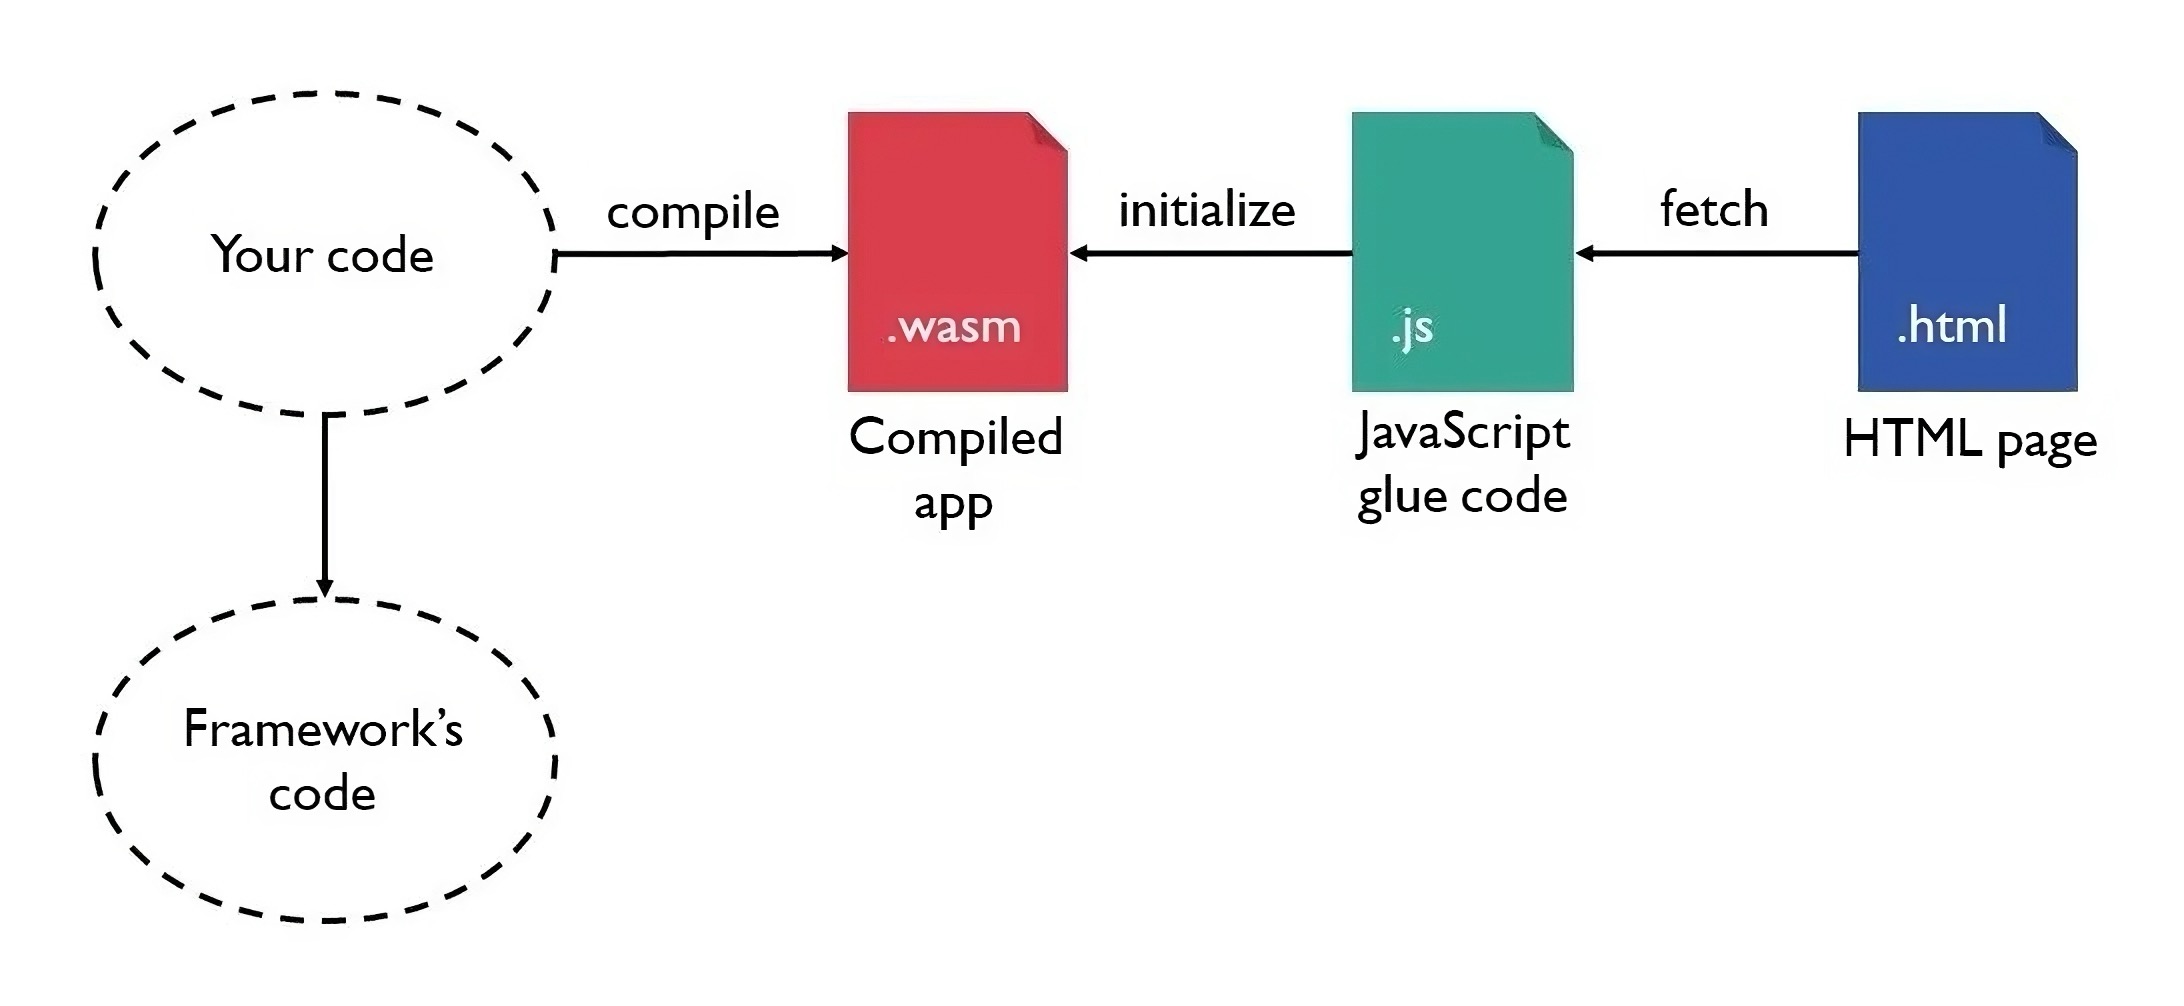 Your code
compile
.wasm
Compiled
app
initialize
.js
JavaScript
glue code
fetch
.html
HTML page
Framework’s
code